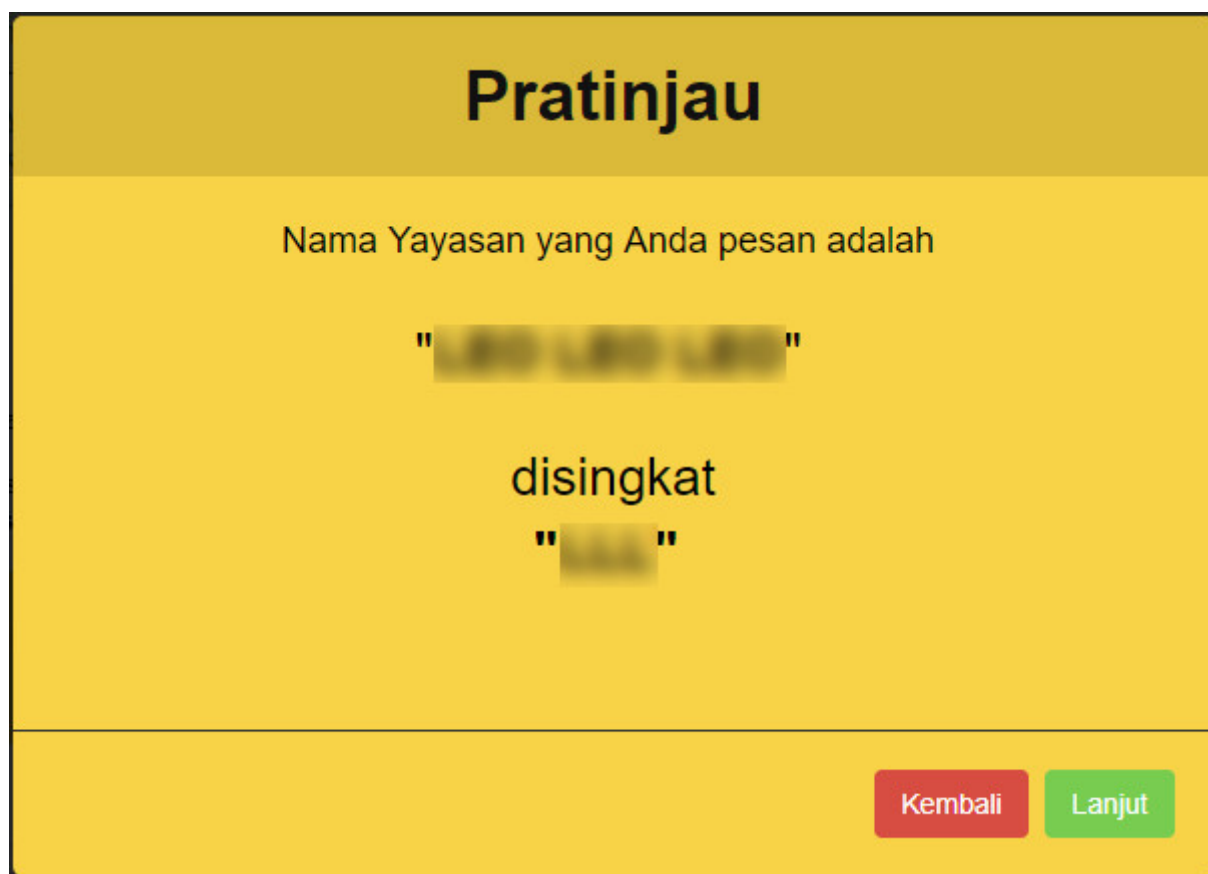 Pratinjau
Nama Yayasan yang Anda pesan adalah
" "
disingkat
" "
Kembali
Lanjut